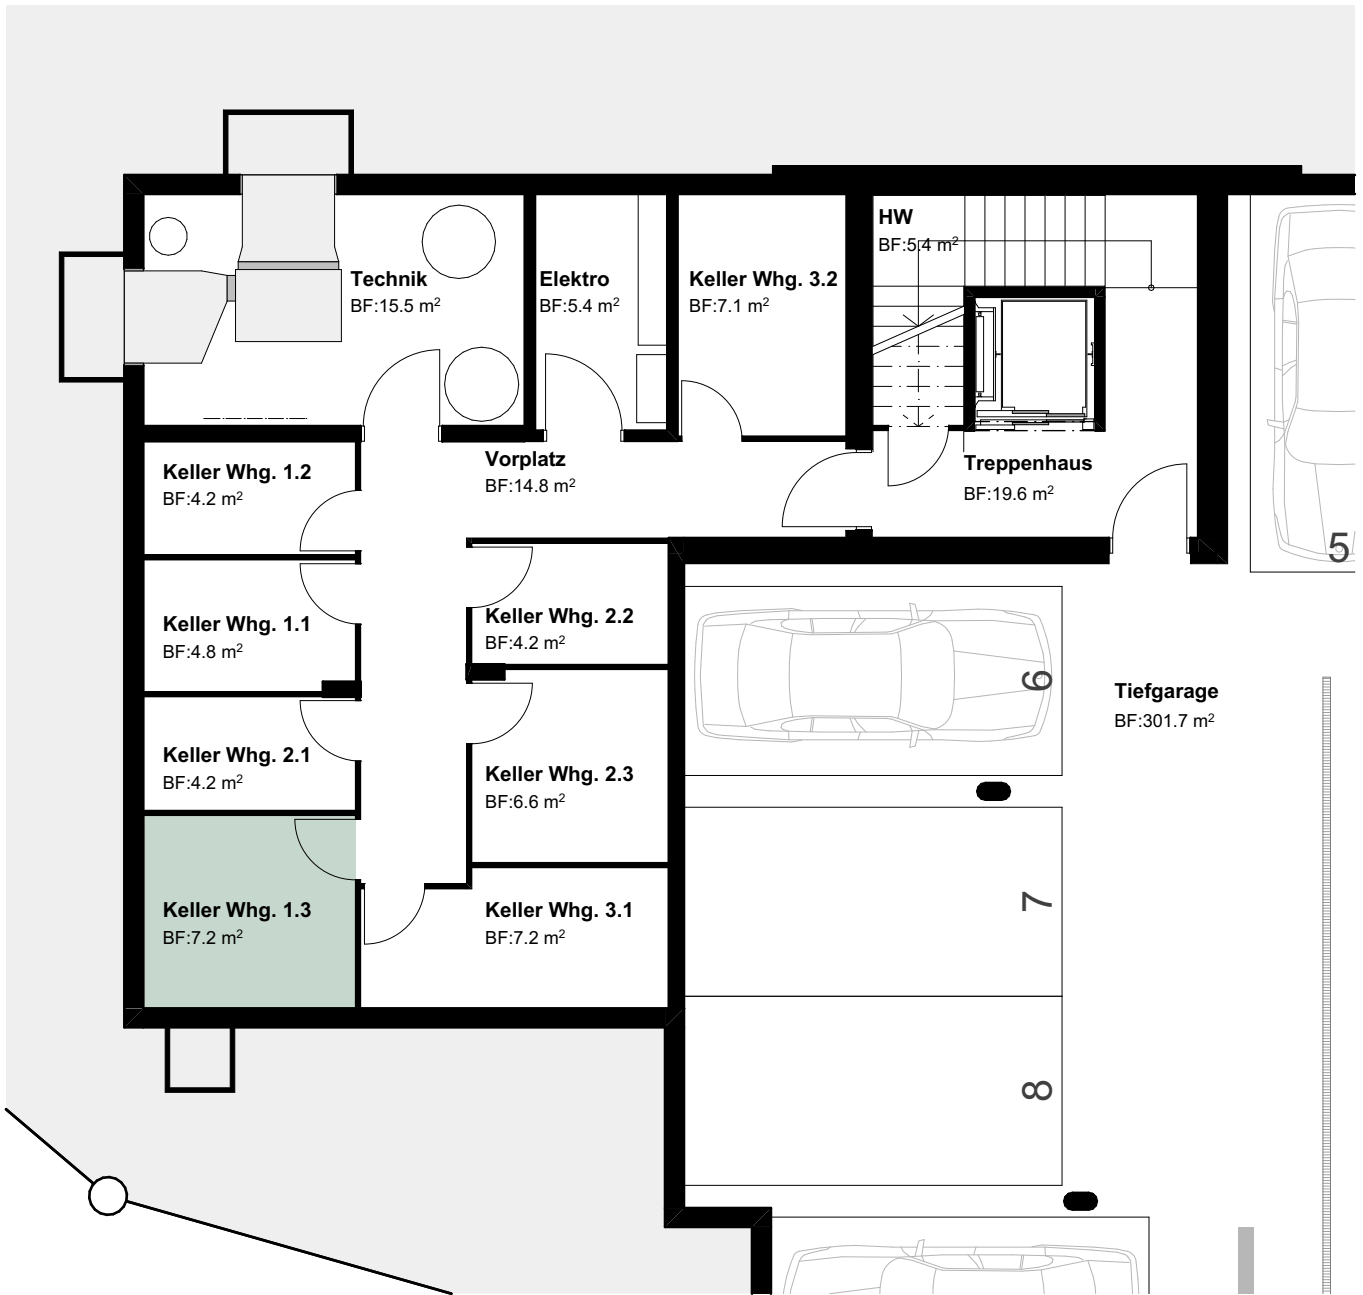 HW
BF:5.4 m²
Technik
BF:15.5 m²
Elektro
BF:5.4 m²
Keller Whg. 3.2
BF:7.1 m²
Keller Whg. 1.2
BF:4.2 m²
Vorplatz
BF:14.8 m²
Treppenhaus
BF:19.6 m²
5
Keller Whg. 1.1
BF:4.8 m²
Keller Whg. 2.2
BF:4.2 m²
6
Tiefgarage
BF:301.7 m²
Keller Whg. 2.1
BF:4.2 m²
Keller Whg. 2.3
BF:6.6 m²
Keller Whg. 1.3
BF:7.2 m²
Keller Whg. 3.1
BF:7.2 m²
7
8